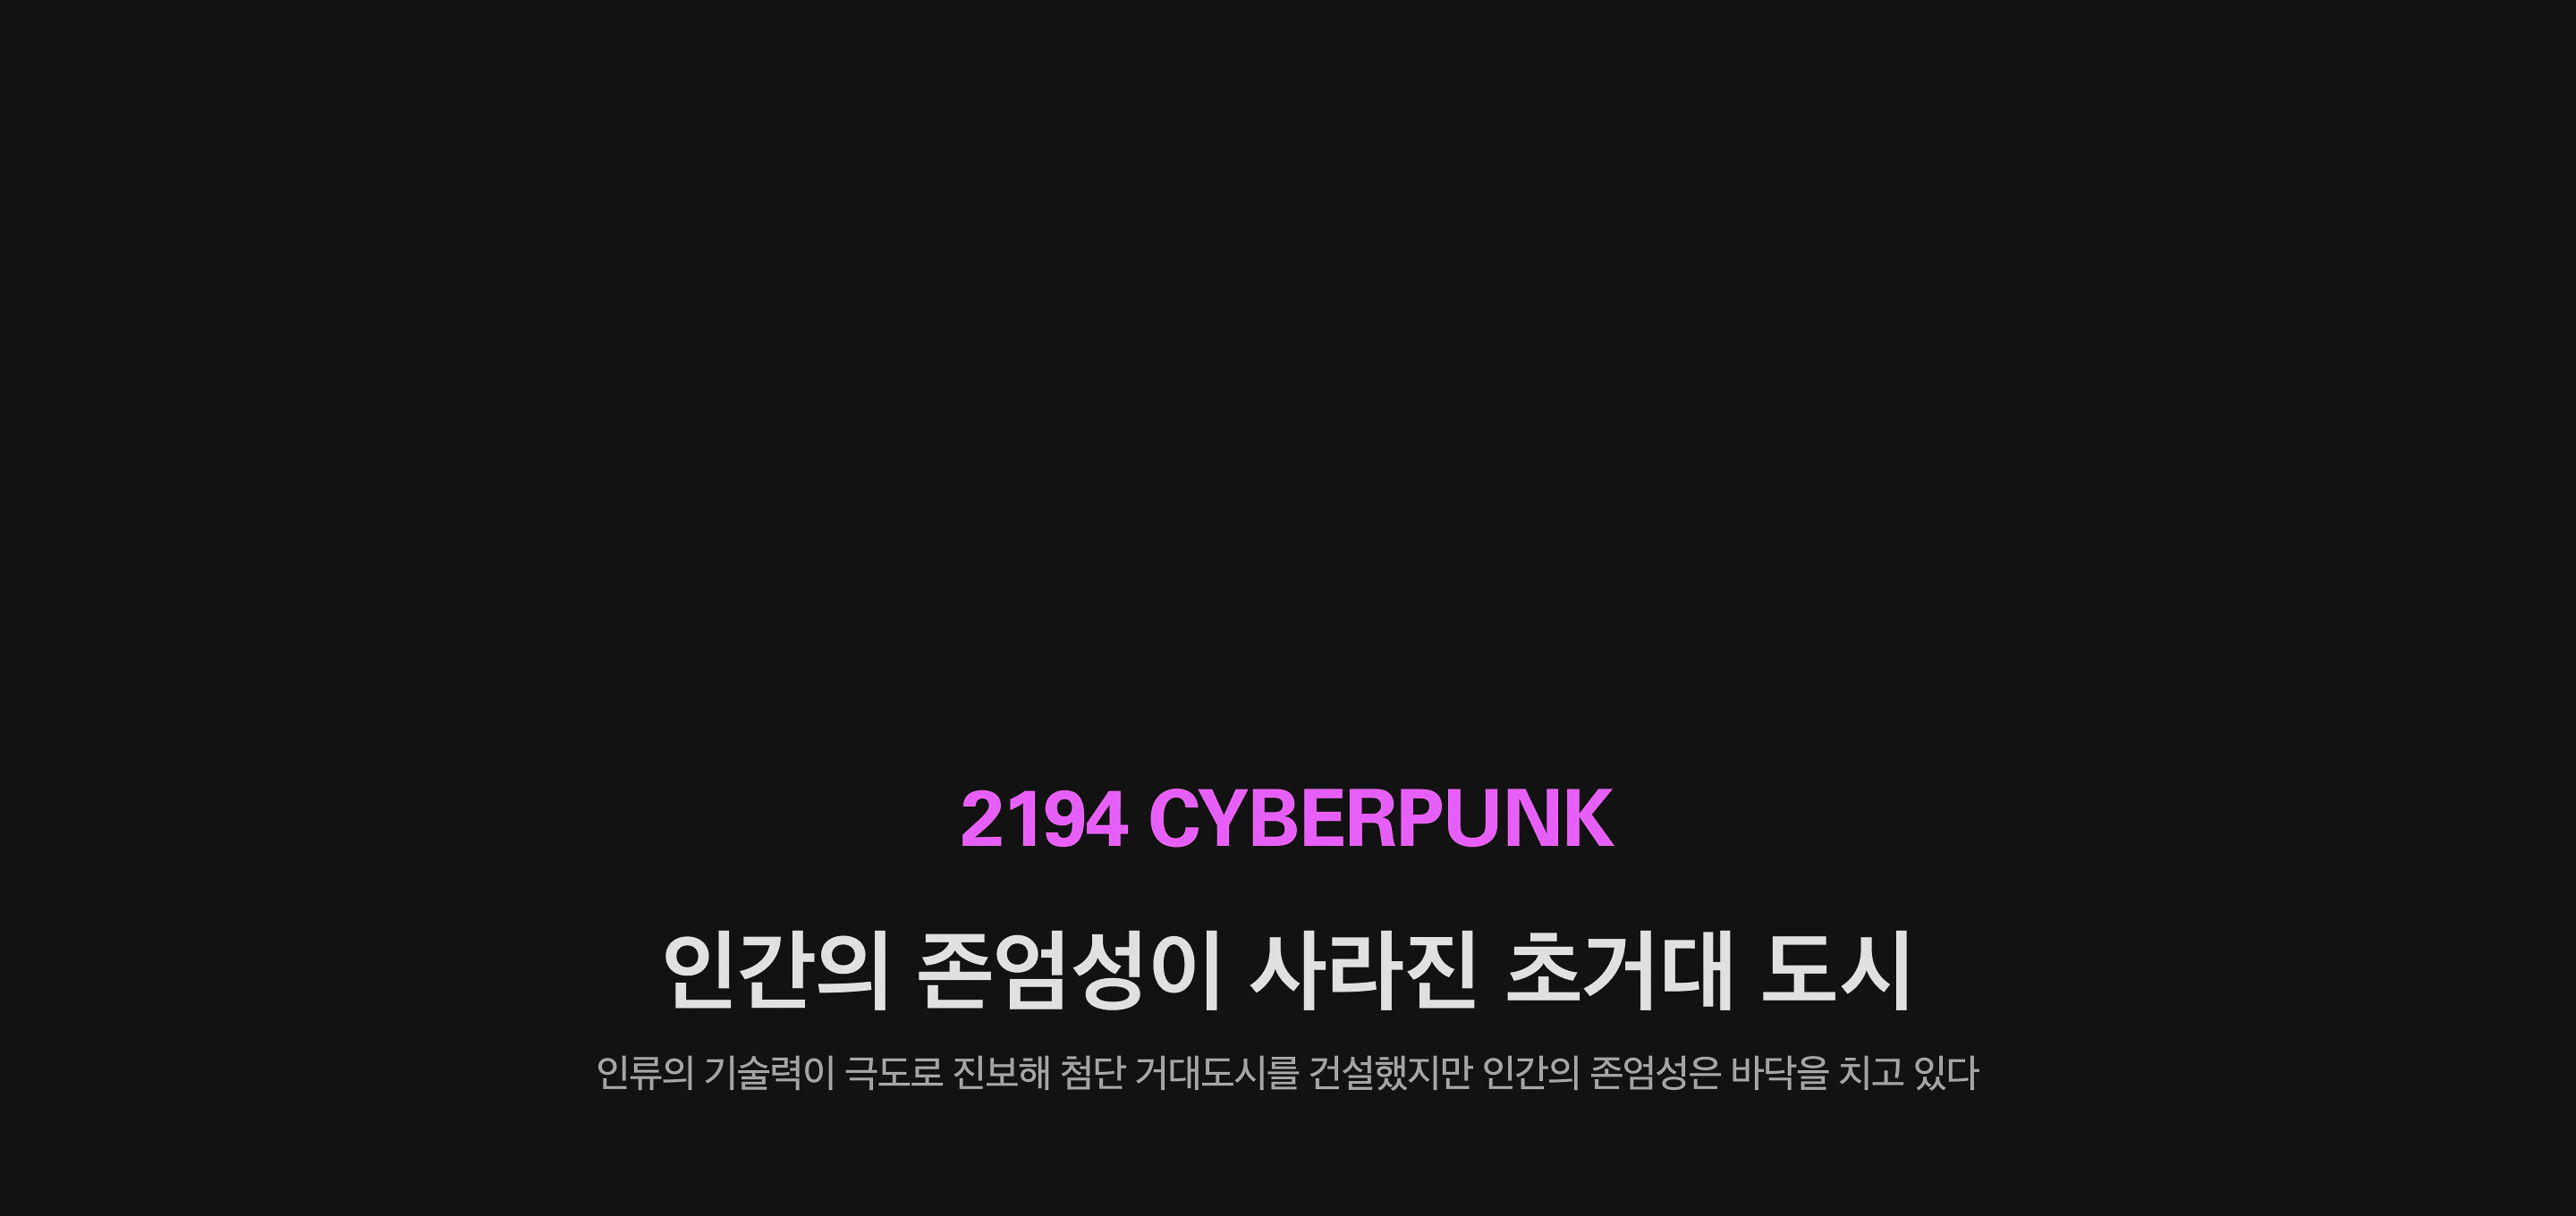 2194 CYBERPUNK
인간의 존엄성이 사라진 초거대 도시
인류의 기술력이 극도로 진보해 첨단 거대도시를 건설했지만 인간의 존엄성은 바닥을 치고 있다